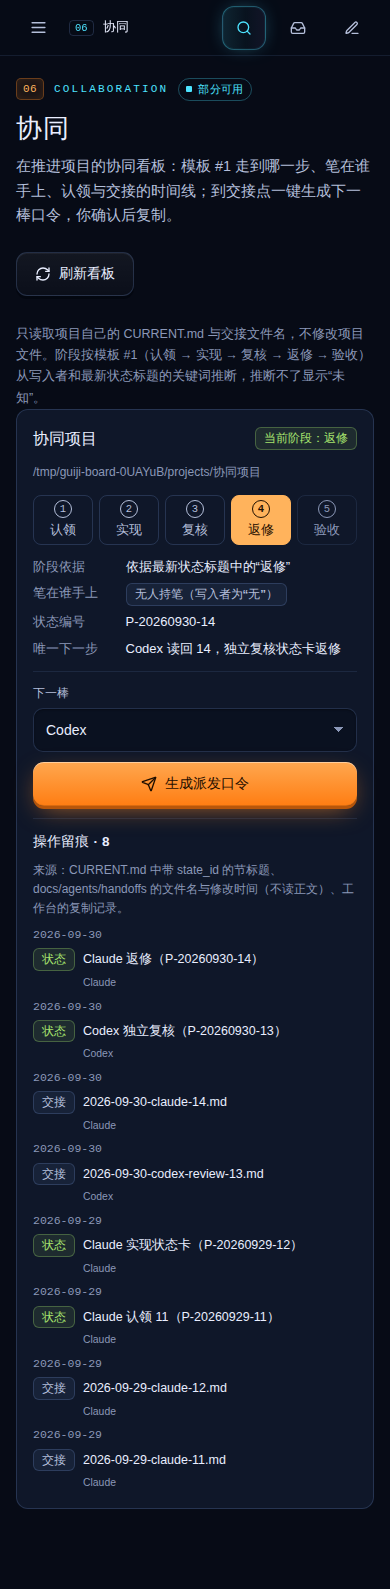 06 协同
06 COLLABORATION 部分可用
协同
在推进项目的协同看板：模板 #1 走到哪一步、笔在谁
手上、认领与交接的时间线；到交接点一键生成下一
棒口令，你确认后复制。
刷新看板
只读取项目自己的 CURRENT.md 与交接文件名，不修改项目
文件。阶段按模板 #1（认领 → 实现 → 复核 → 返修 → 验收）
从写入者和最新状态标题的关键词推断，推断不了显示“未
知”。
协同项目 当前阶段：返修
/tmp/guiji-board-0UAYuB/projects/协同项目
1 2 3 4 5
认领 实现 复核 返修 验收
阶段依据 依据最新状态标题中的“返修”
笔在谁手上 无人持笔（写入者为“无”）
状态编号 P-20260930-14
唯一下一步 Codex 读回 14，独立复核状态卡返修
下一棒
Codex
生成派发口令
操作留痕 · 8
来源：CURRENT.md 中带 state_id 的节标题、
docs/agents/handoffs 的文件名与修改时间（不读正文）、工
作台的复制记录。
2026-09-30
状态 Claude 返修（P-20260930-14）
Claude
2026-09-30
状态 Codex 独立复核（P-20260930-13）
Codex
2026-09-30
交接 2026-09-30-claude-14.md
Claude
2026-09-30
交接 2026-09-30-codex-review-13.md
Codex
2026-09-29
状态 Claude 实现状态卡（P-20260929-12）
Claude
2026-09-29
状态 Claude 认领 11（P-20260929-11）
Claude
2026-09-29
交接 2026-09-29-claude-12.md
Claude
2026-09-29
交接 2026-09-29-claude-11.md
Claude